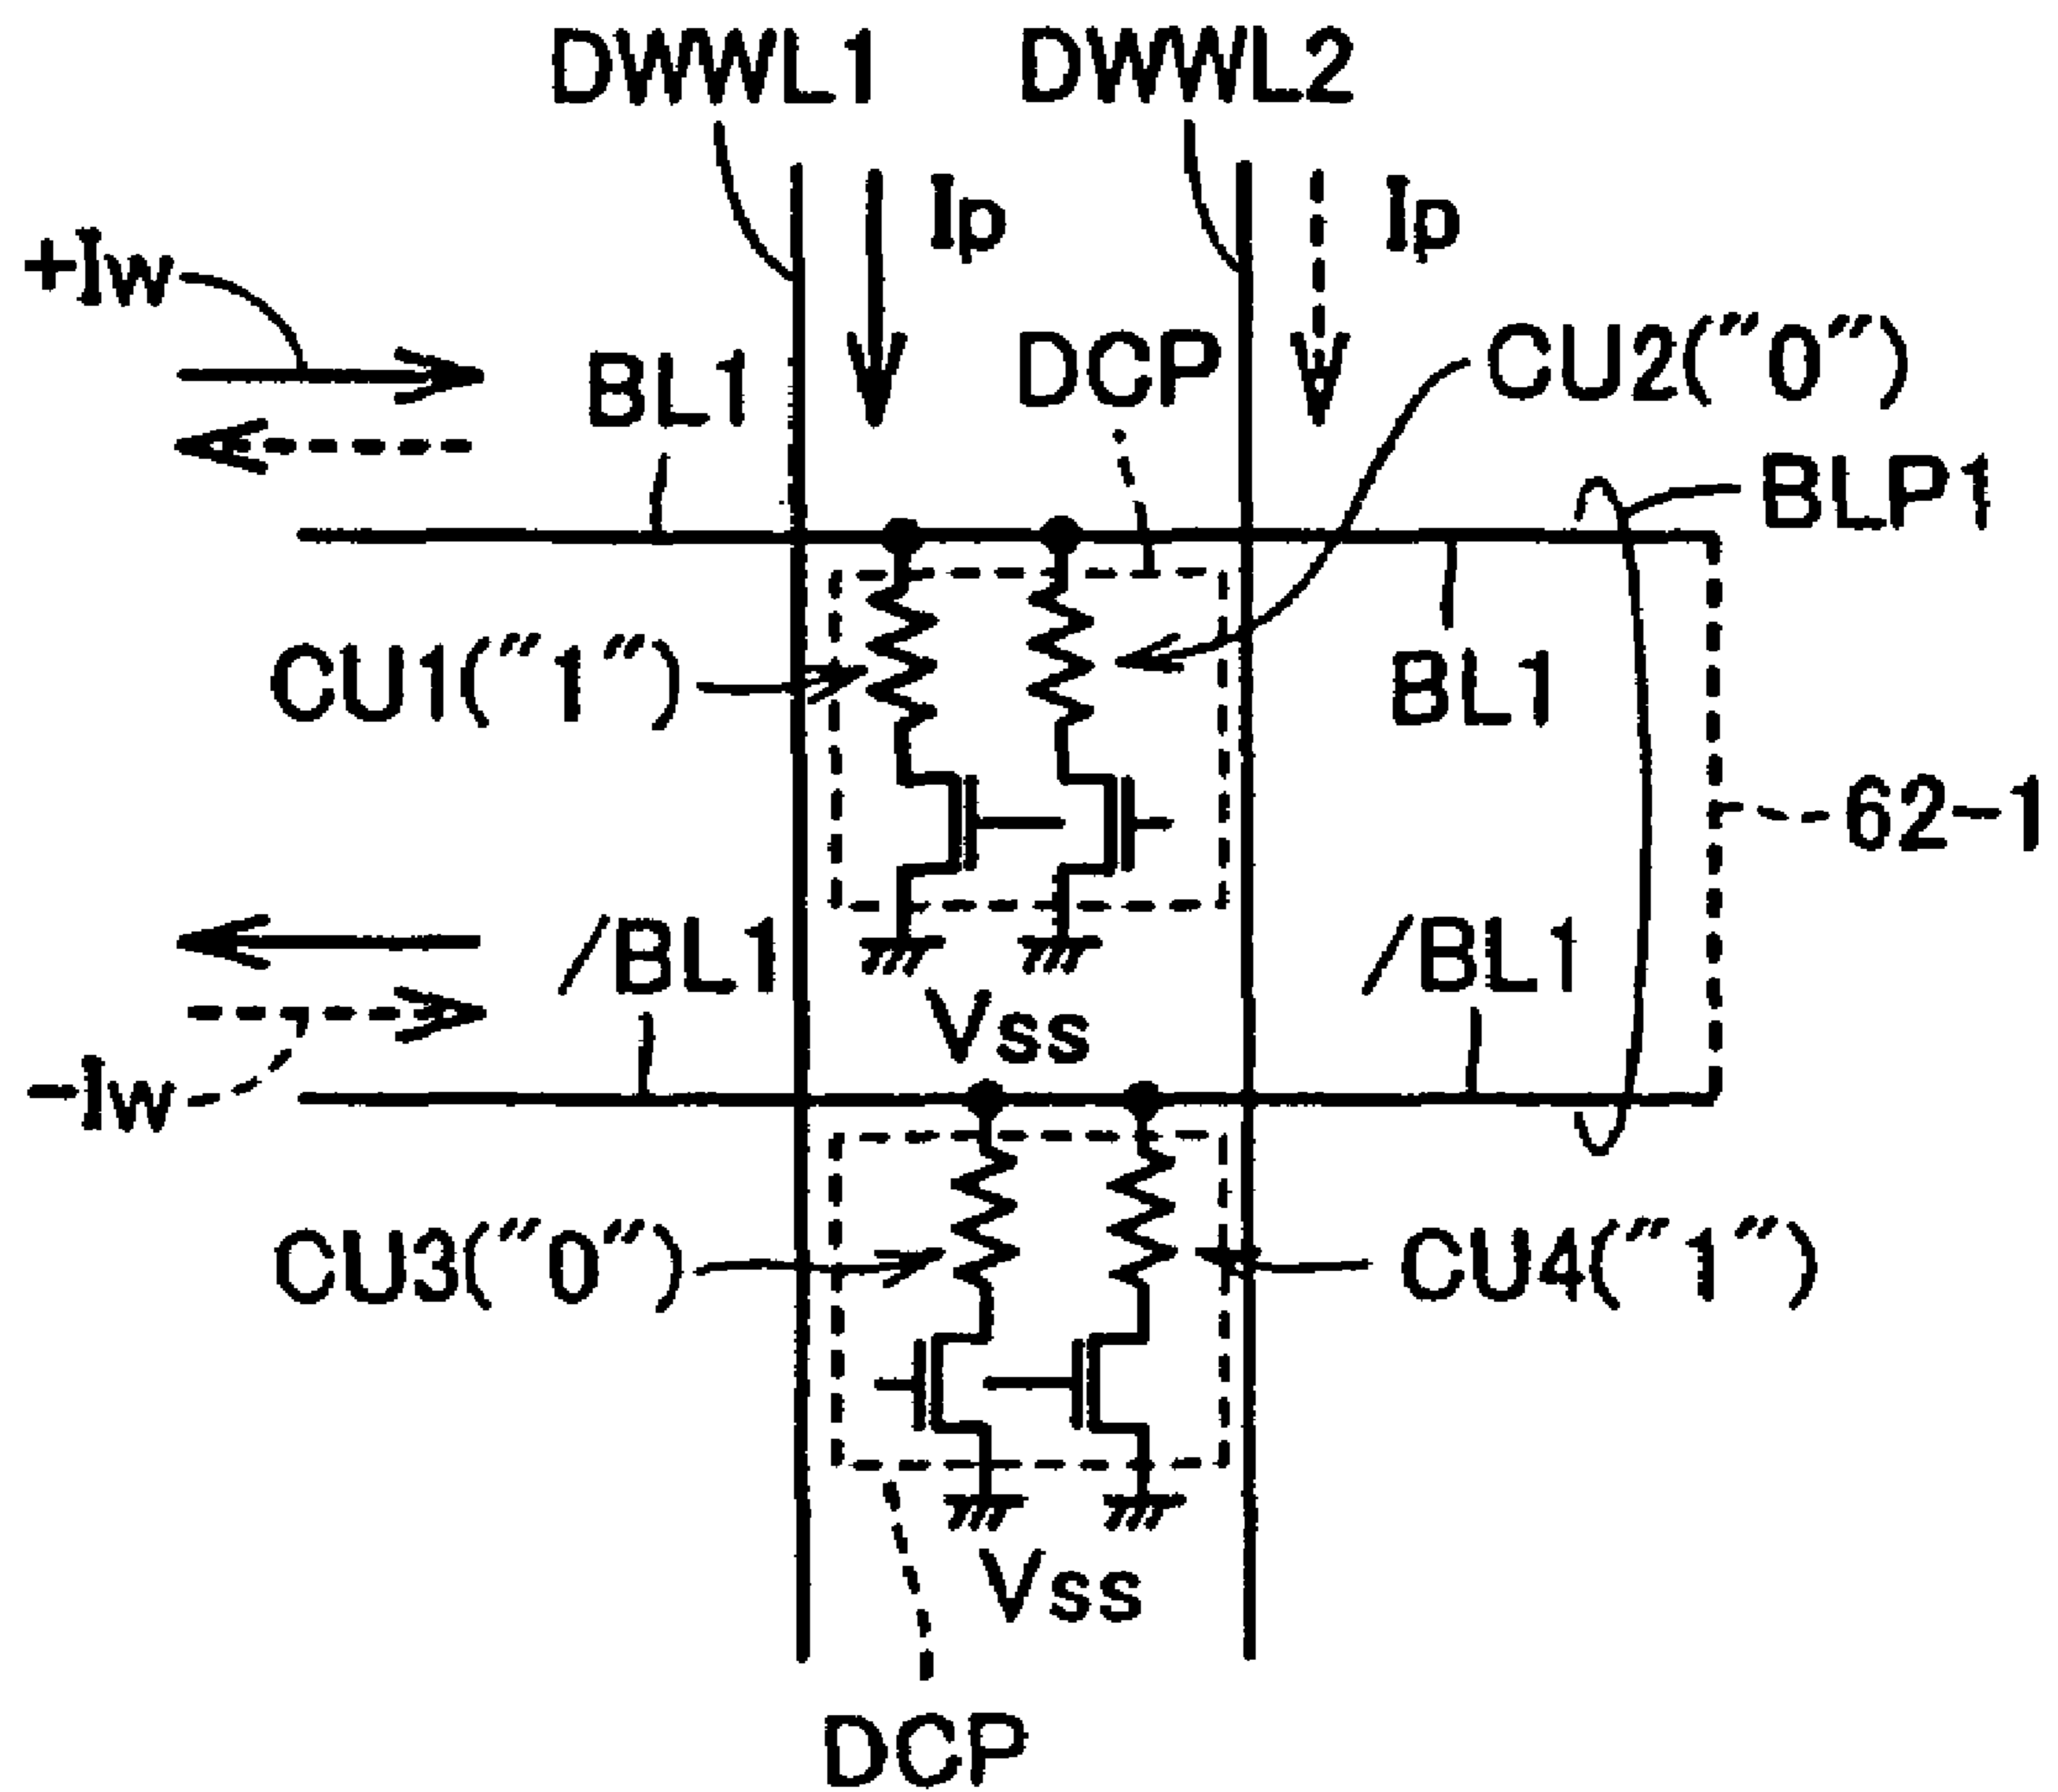 DWWL1 DWWL2
+Iw Ip Ip
BL1 DCP CU2("0")
BLP1
CU1("1") BL1
62-1
/BL1 /BL1
Vss
-Iw
CU3("0") CU4("1")
Vss
DCP